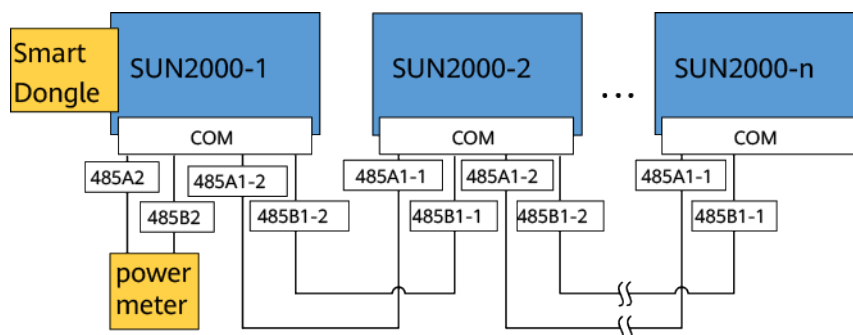 Smart
Dongle
SUN2000-1
SUN2000-2
...
SUN2000-n
COM
COM
COM
485A2
485A1-2
485A1-1
485A1-2
485A1-1
485B2
485B1-2
485B1-1
485B1-2
485B1-1
power
meter